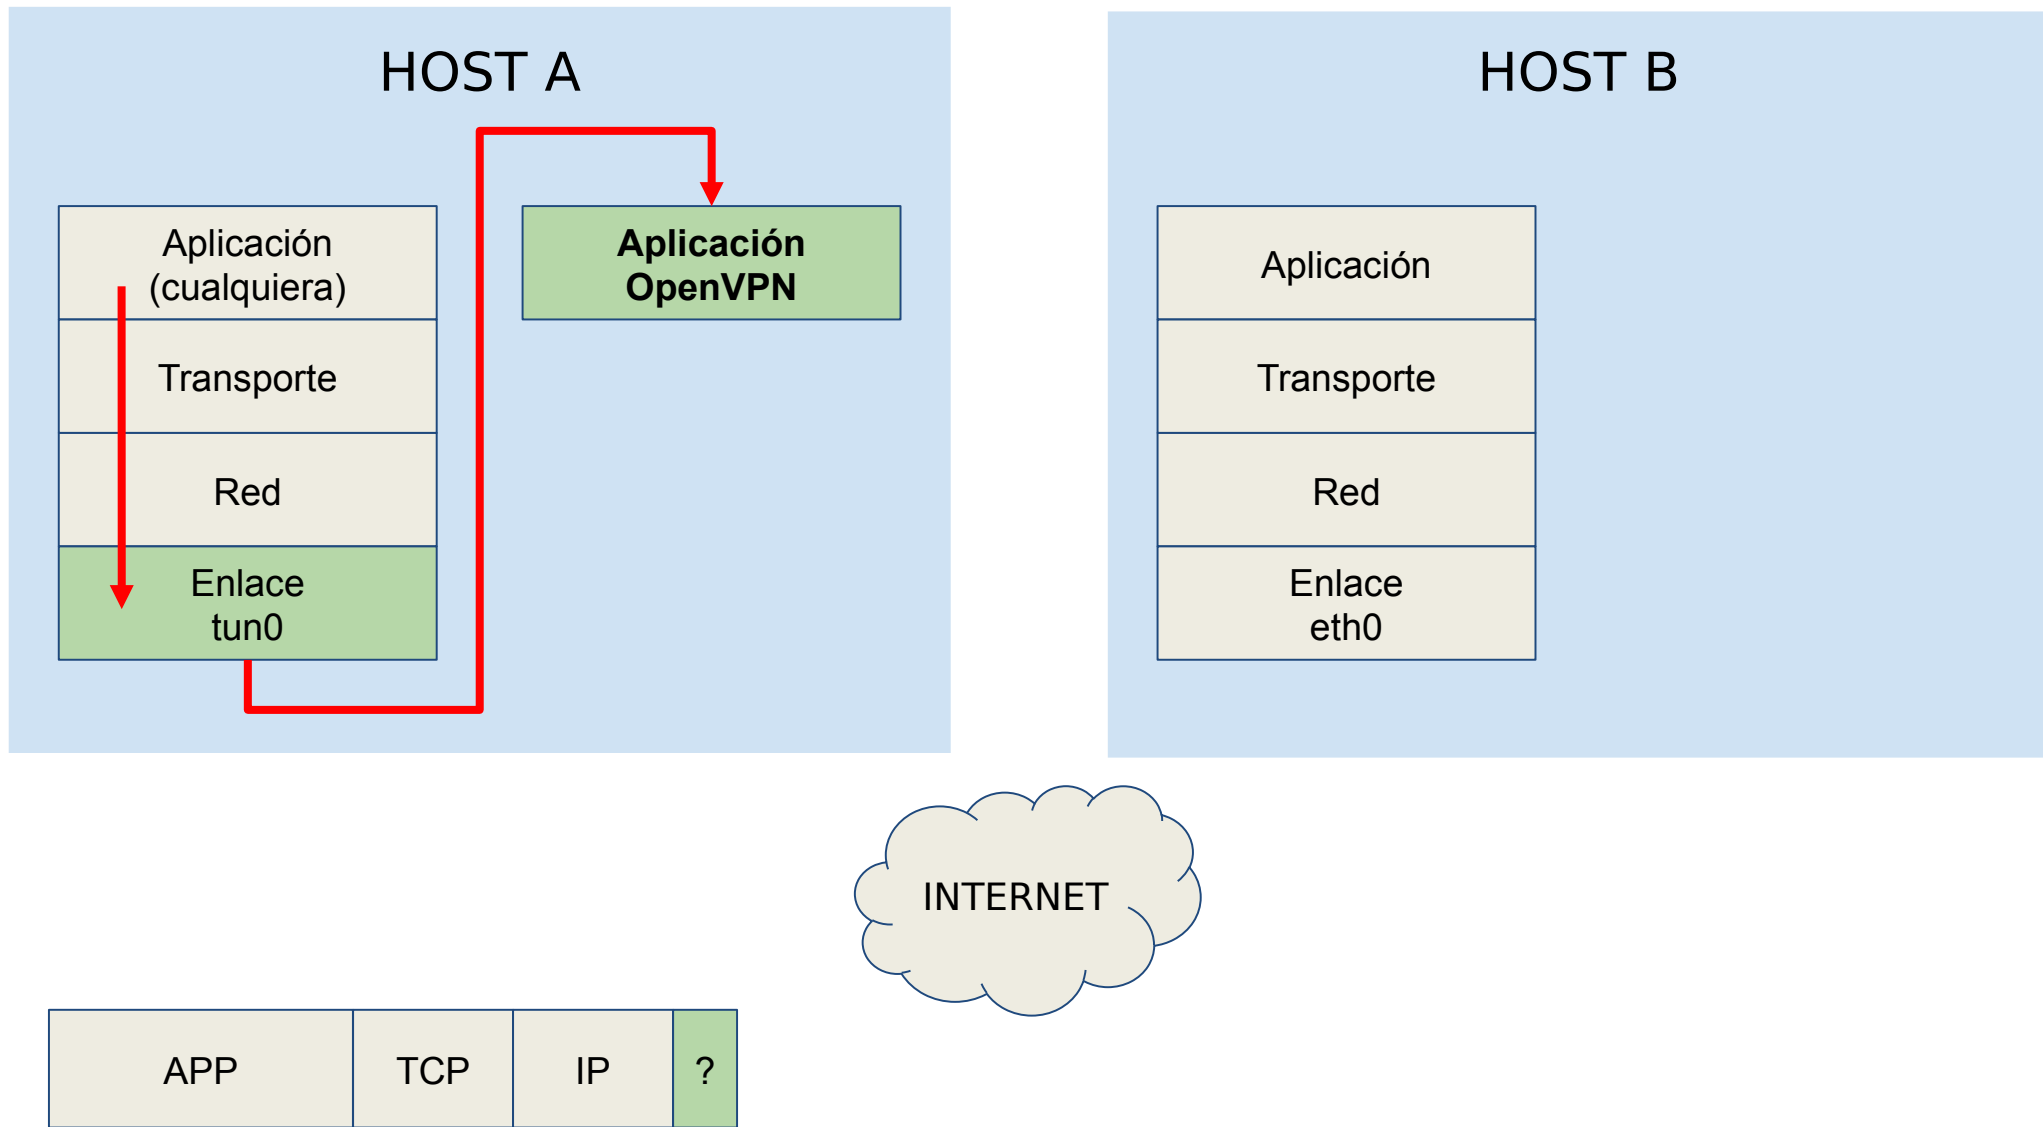 HOST A
Aplicación
(cualquiera)
Transporte
Red
Enlace
tun0
Aplicación
OpenVPN
HOST B
Aplicación
Transporte
Red
Enlace
eth0
INTERNET
APP
TCP
IP
?